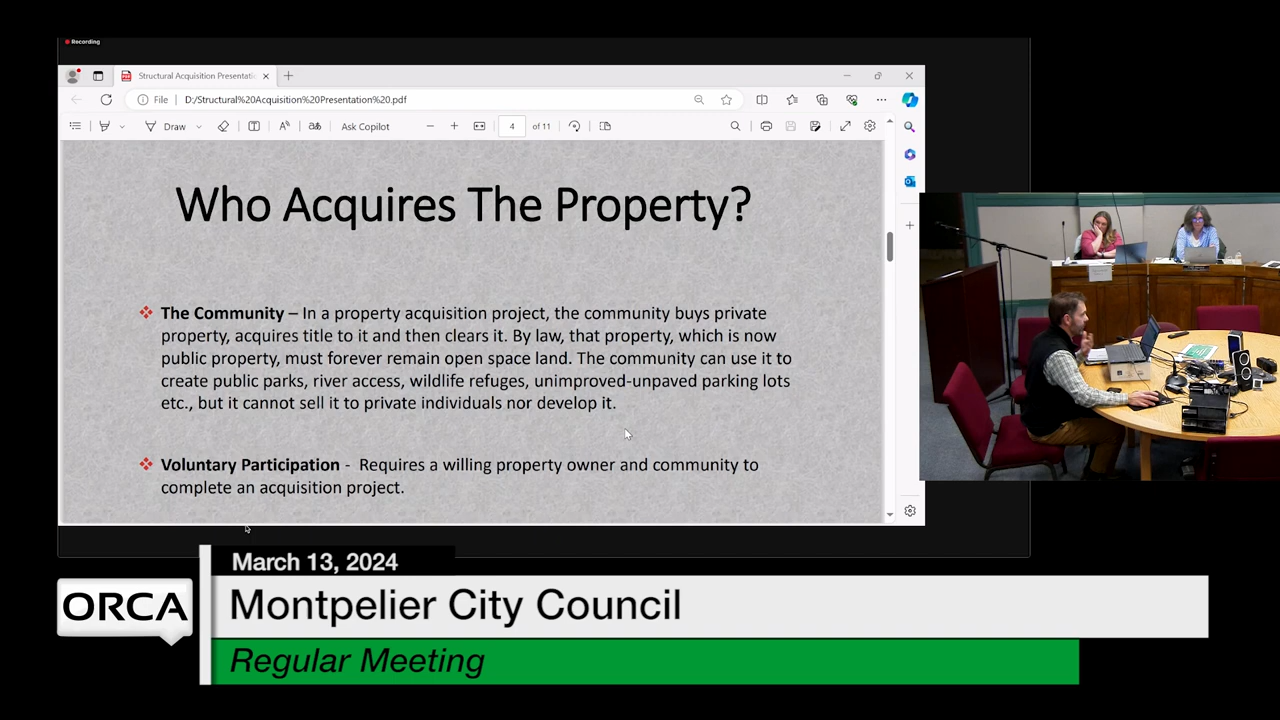 Recording
Structural Acquisition Presentatio
File
D:/Structural%20Acquisition%20Presentation%20.pdf
Draw
Ask Copilot
4
of 11
Who Acquires The Property?
❖ The Community – In a property acquisition project, the community buys private
property, acquires title to it and then clears it. By law, that property, which is now
public property, must forever remain open space land. The community can use it to
create public parks, river access, wildlife refuges, unimproved-unpaved parking lots
etc., but it cannot sell it to private individuals nor develop it.
❖ Voluntary Participation - Requires a willing property owner and community to
complete an acquisition project.
March 13, 2024
ORCA
Montpelier City Council
Regular Meeting